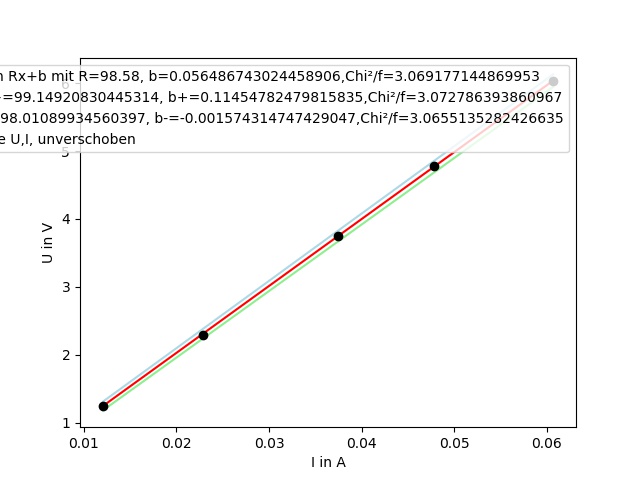 Rx+b mit R=98.58, b=0.056486743024458906,Chi²/f=3.069177144869953
=99.14920830445314, b+=0.11454782479815835,Chi²/f=3.072786393860967
98.01089934560397, b-=-0.001574314747429047,Chi²/f=3.0655135282426635
U,I, unverschoben
6
5
4
3
2
1
U in V
0.01 0.02 0.03 0.04 0.05 0.06
I in A